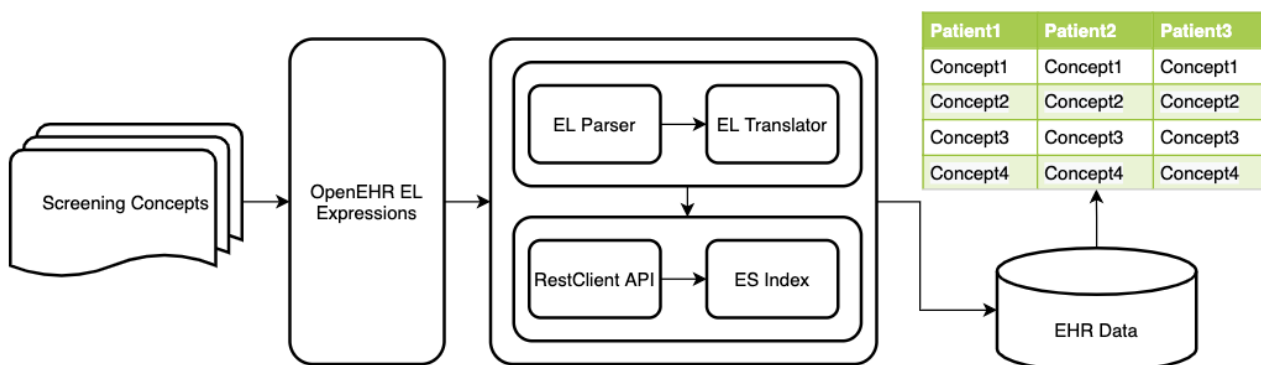 Screening Concepts
OpenEHR EL
Expressions
EL Parser
EL Translator
RestClient API
ES Index
Patient1 Patient2 Patient3
Concept1 Concept1 Concept1
Concept2 Concept2 Concept2
Concept3 Concept3 Concept3
Concept4 Concept4 Concept4
EHR Data